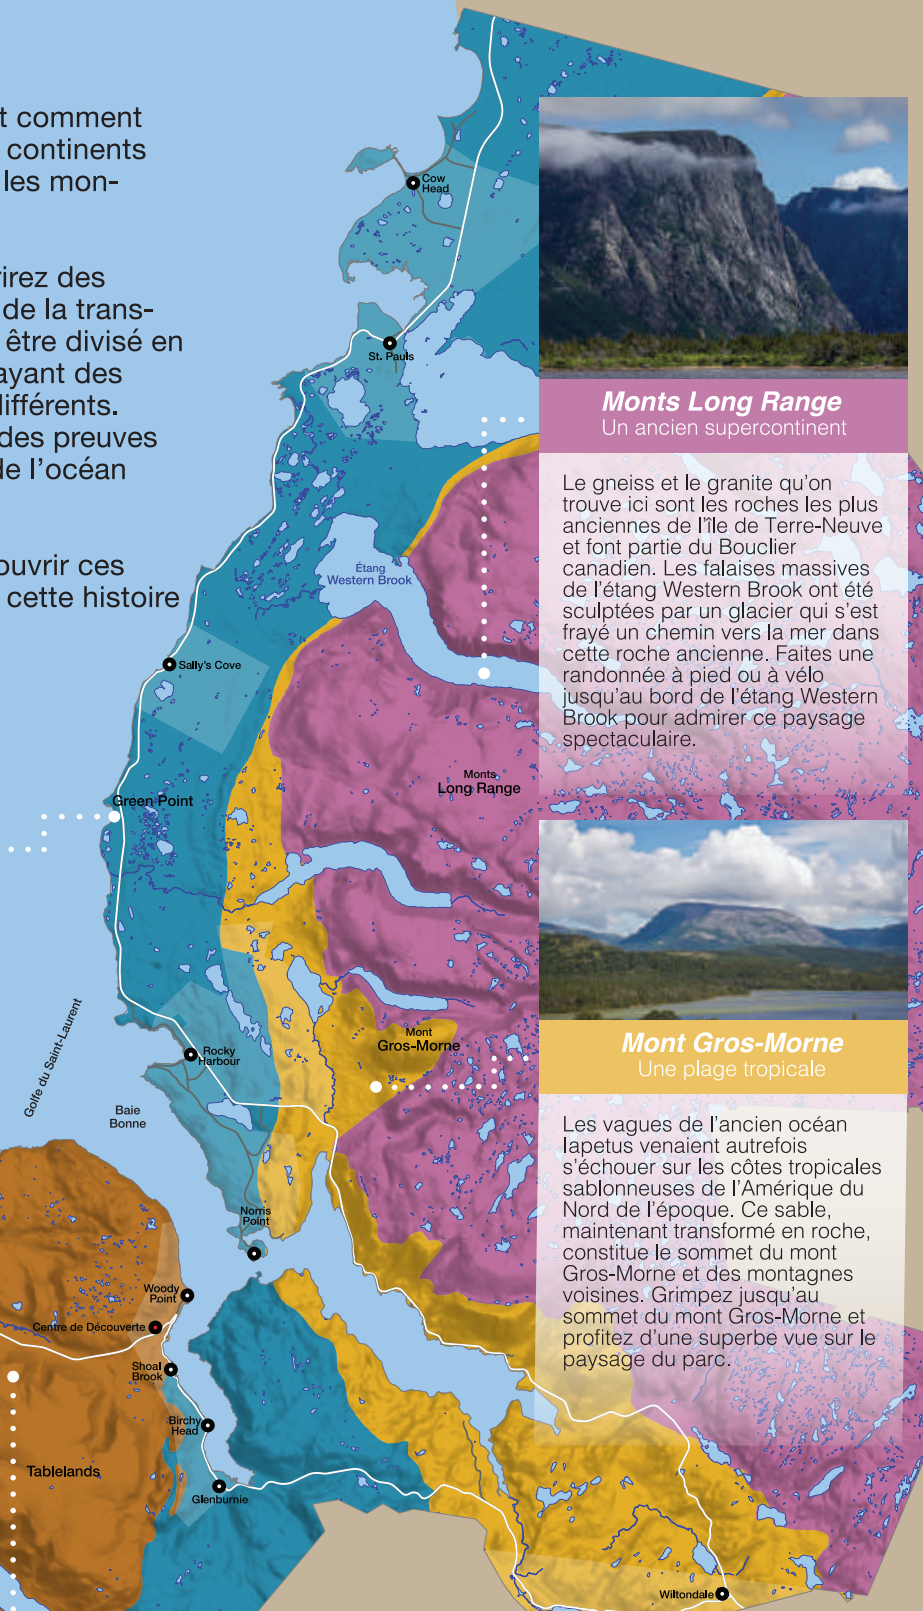 t comment
continents
les mon-
irez des
de la trans-
être divisé en
ayant des
ifférents.
des preuves
de l’océan
ouvrir ces
cette histoire
Cow
Head
St. Pauls
Étang
Western Brook
Sally’s Cove
Green Point
Monts
Long Range
Mont
Gros-Morne
Golfe du Saint-Laurent
Rocky
Harbour
Baie
Bonne
Norris
Point
Woody
Point
Centre de Découverte
Shoal
Brook
Birchy
Head
Tablelands
Glenburnie
Wiltondale
Monts Long Range
Un ancien supercontinent
Le gneiss et le granite qu’on
trouve ici sont les roches les plus
anciennes de l’île de Terre-Neuve
et font partie du Bouclier
canadien. Les falaises massives
de l’étang Western Brook ont été
sculptées par un glacier qui s’est
frayé un chemin vers la mer dans
cette roche ancienne. Faites une
randonnée à pied ou à vélo
jusqu’au bord de l’étang Western
Brook pour admirer ce paysage
spectaculaire.
Mont Gros-Morne
Une plage tropicale
Les vagues de l’ancien océan
Iapetus venaient autrefois
s’échouer sur les côtes tropicales
sablonneuses de l’Amérique du
Nord de l’époque. Ce sable,
maintenant transformé en roche,
constitue le sommet du mont
Gros-Morne et des montagnes
voisines. Grimpez jusqu’au
sommet du mont Gros-Morne et
profitez d’une superbe vue sur le
paysage du parc.